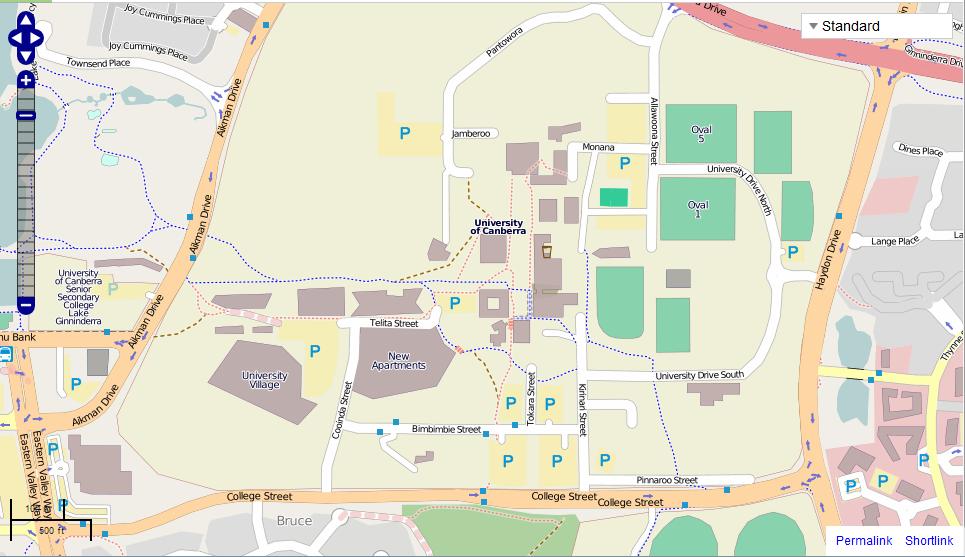 Joy Cummings Place
Joy Cummings Place
Townsend Place
Drive
Standard
Ginninderra Drive
Pantowora
Aikman Drive
Allawoona Street
Oval
5
P
Jamberoo
Monana
P
Dines Place
University Drive North
Aikman Drive
Oval
1
University
of Canberra
Lange Place
La
P
Haydon Drive
University
of Canberra
Senior
Secondary
College
Lake
Ginninderra
P
P
Aikman Drive
Telita Street
nu Bank
P
New
Apartments
University
Village
Thynne
University Drive South
P
Aikman Drive
Cooinda Street
Tokara Street
Kirinari Street
P
P
Bimbimbie Street
Eastern Valley Way
Eastern Valley Way
P
P
P
P
P
Pinnaroo Street
P
P
College Street
College Street
College Street
P
500 ft
Bruce
Permalink
Shortlink